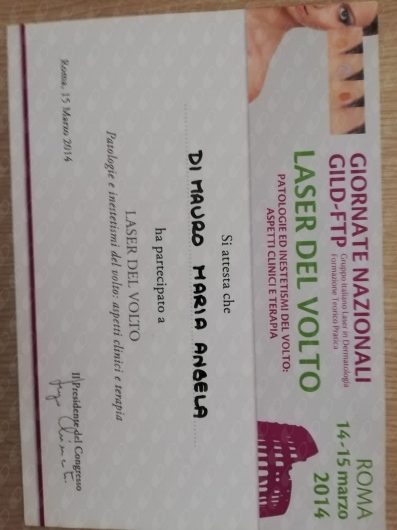 GIORNATE NAZIONALI
GILD-FTP
Gruppo Italiano Laser in Dermatologia
Formazione Teorico Pratica
ROMA
14-15 marzo
2014
LASER DEL VOLTO
PATOLOGIE ED INESTETISMI DEL VOLTO:
ASPETTI CLINICI E TERAPIA
Si attesta che
DI MAURO MARIA ANGELA
ha partecipato a
LASER DEL VOLTO
Patologie e inestetismi del volto: aspetti clinici e terapia
Roma, 15 Marzo 2014
Il Presidente del Congresso